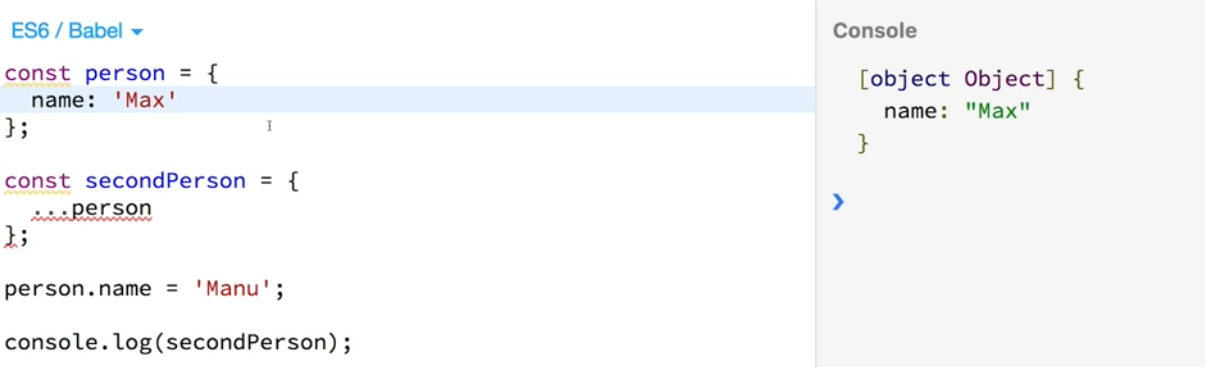 ES6 / Babel
const person = {
  name: 'Max'
};
const secondPerson = {
  ...person
};
person.name = 'Manu';
console.log(secondPerson);
Console
[object Object] {
  name: "Max"
}